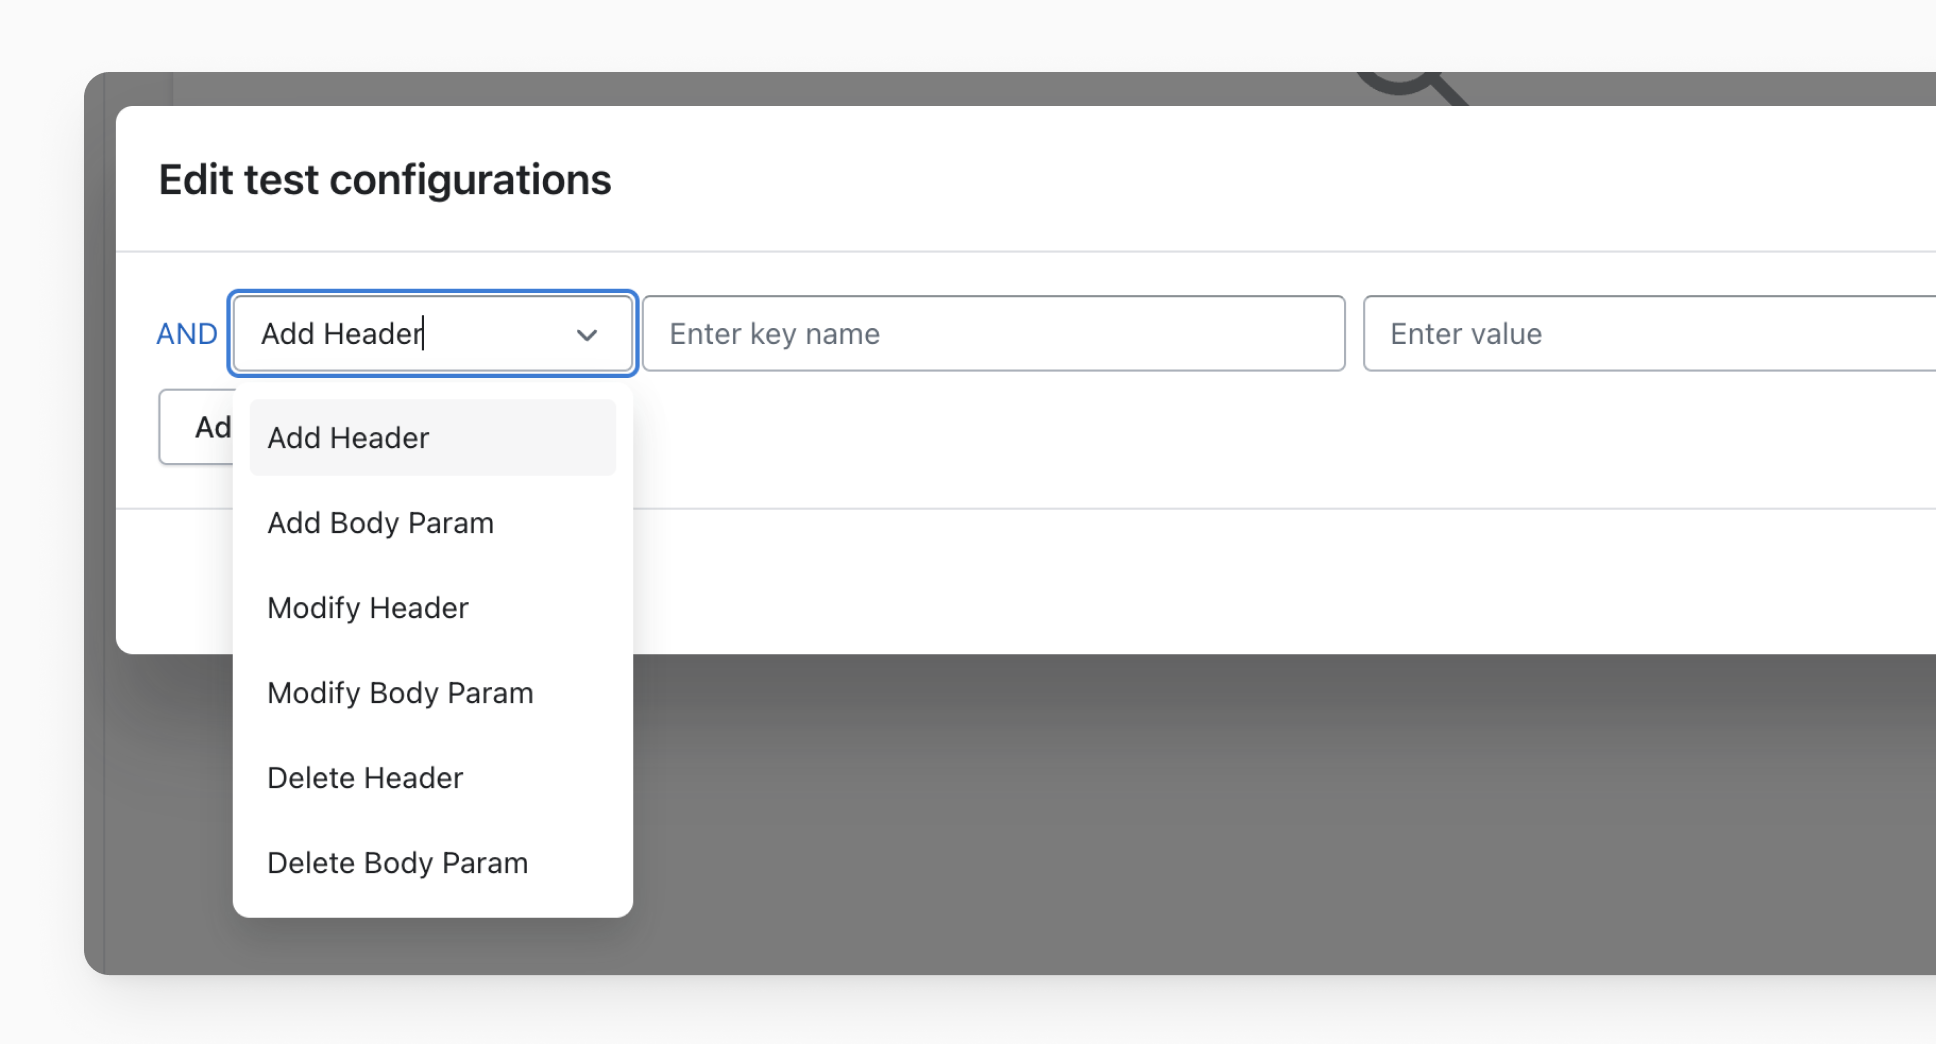 Edit test configurations
AND Add Header Enter key name Enter value
Ad
Add Header
Add Body Param
Modify Header
Modify Body Param
Delete Header
Delete Body Param